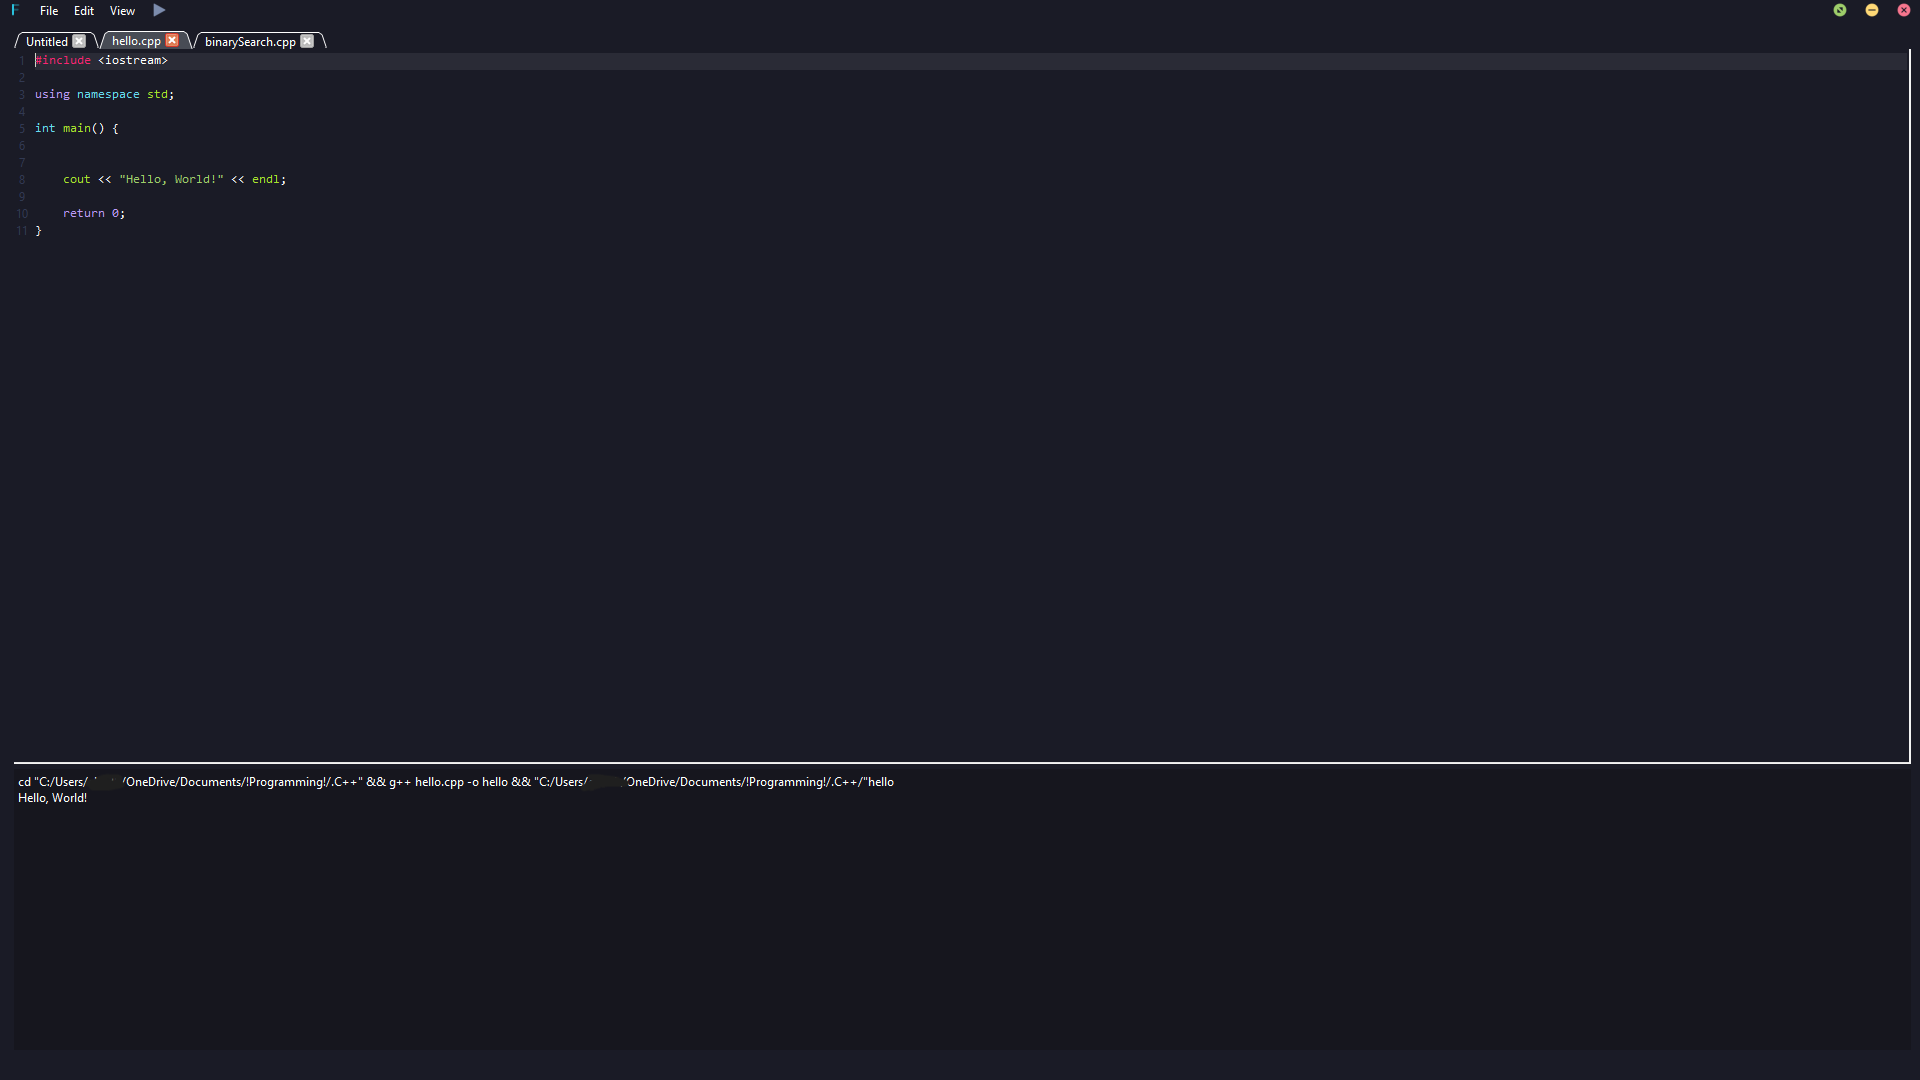 F File Edit View
Untitled hello.cpp binarySearch.cpp
1 #include <iostream>
2
3 using namespace std;
4
5 int main() {
6
7
8     cout << "Hello, World!" << endl;
9
10     return 0;
11 }
cd "C:/Users/ /OneDrive/Documents/!Programming!/.C++" && g++ hello.cpp -o hello && "C:/Users/ /OneDrive/Documents/!Programming!/.C++/"hello
Hello, World!